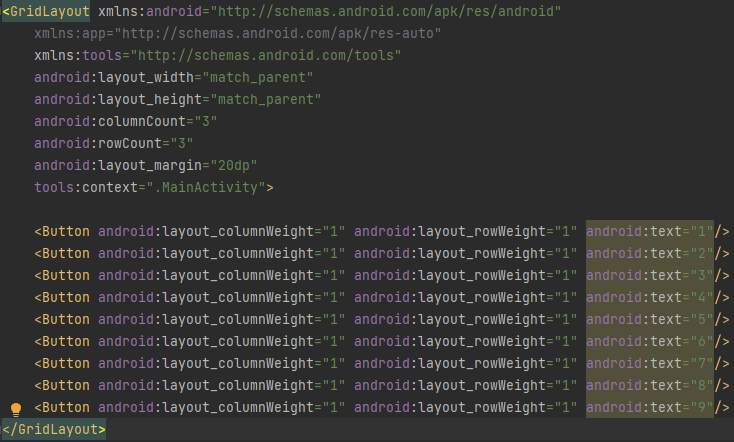 <GridLayout xmlns:android="http://schemas.android.com/apk/res/android"
    xmlns:app="http://schemas.android.com/apk/res-auto"
    xmlns:tools="http://schemas.android.com/tools"
    android:layout_width="match_parent"
    android:layout_height="match_parent"
    android:columnCount="3"
    android:rowCount="3"
    android:layout_margin="20dp"
    tools:context=".MainActivity">

    <Button android:layout_columnWeight="1" android:layout_rowWeight="1" android:text="1"/>
    <Button android:layout_columnWeight="1" android:layout_rowWeight="1" android:text="2"/>
    <Button android:layout_columnWeight="1" android:layout_rowWeight="1" android:text="3"/>
    <Button android:layout_columnWeight="1" android:layout_rowWeight="1" android:text="4"/>
    <Button android:layout_columnWeight="1" android:layout_rowWeight="1" android:text="5"/>
    <Button android:layout_columnWeight="1" android:layout_rowWeight="1" android:text="6"/>
    <Button android:layout_columnWeight="1" android:layout_rowWeight="1" android:text="7"/>
    <Button android:layout_columnWeight="1" android:layout_rowWeight="1" android:text="8"/>
    <Button android:layout_columnWeight="1" android:layout_rowWeight="1" android:text="9"/>
</GridLayout>